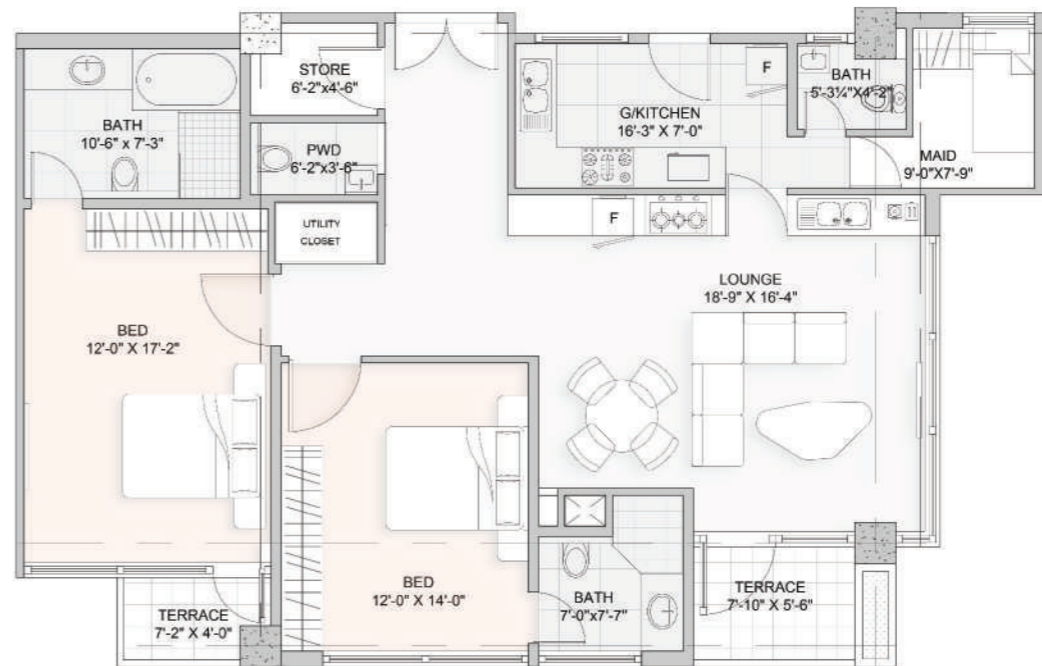 STORE
6'-2"x4'-6"
F
BATH
5'-3¼"X4'-2"
G/KITCHEN
16'-3" X 7'-0"
BATH
10'-6" x 7'-3"
PWD
6'-2"x3'-6"
MAID
9'-0"X7'-9"
UTILITY
CLOSET
F
LOUNGE
18'-9" X 16'-4"
BED
12'-0" X 17'-2"
BED
12'-0" X 14'-0"
BATH
7'-0"x7'-7"
TERRACE
7'-10" X 5'-6"
TERRACE
7'-2" X 4'-0"